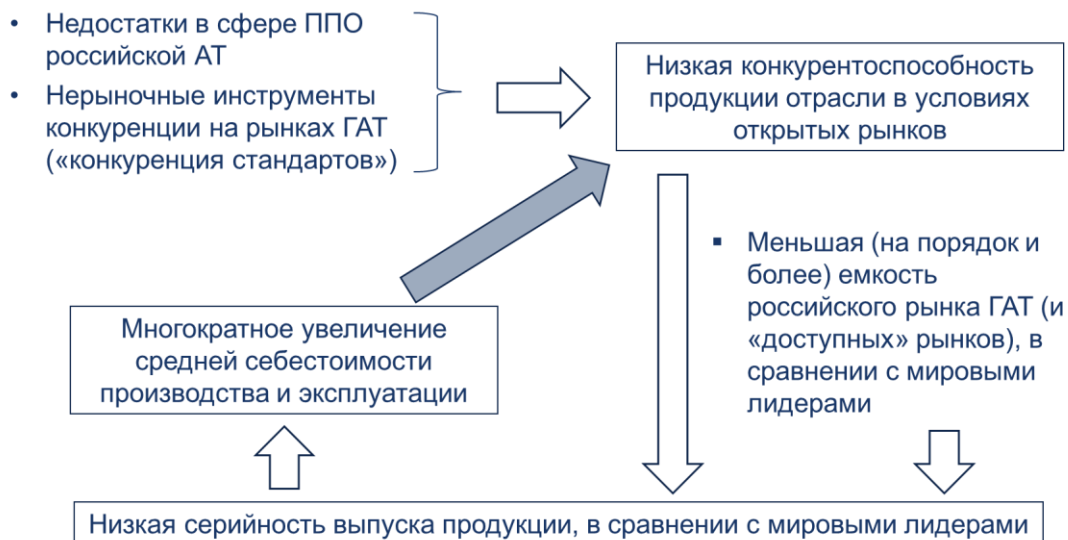 • Недостатки в сфере ППО
российской АТ
• Нерыночные инструменты
конкуренции на рынках ГАТ
(«конкуренция стандартов»)
Низкая конкурентоспособность
продукции отрасли в условиях
открытых рынков
▪ Меньшая (на порядок и
более) емкость
российского рынка ГАТ (и
«доступных» рынков), в
сравнении с мировыми
лидерами
Многократное увеличение
средней себестоимости
производства и эксплуатации
Низкая серийность выпуска продукции, в сравнении с мировыми лидерами